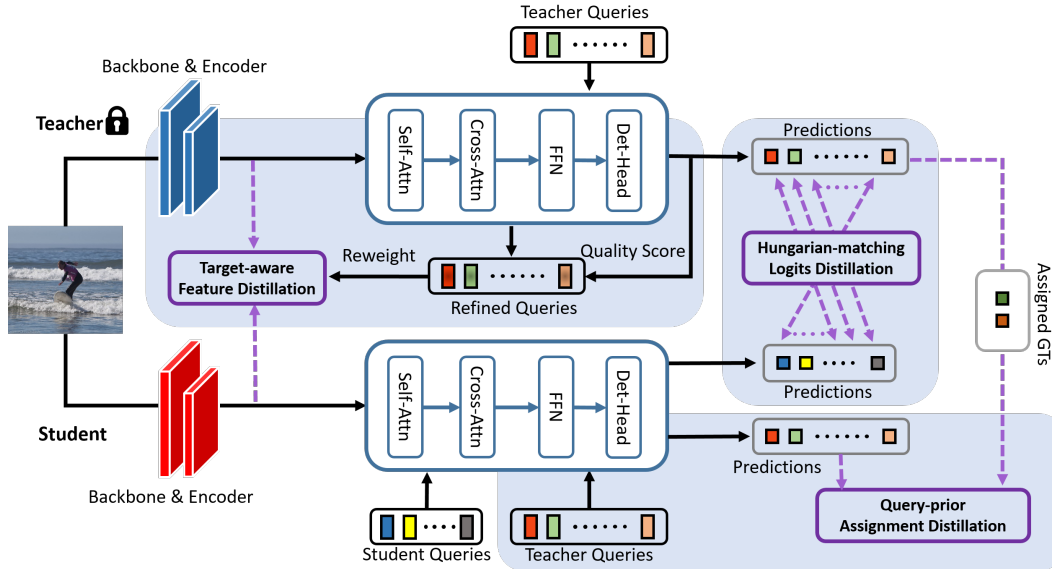 Teacher Queries
Backbone & Encoder
Teacher
Self-Attn
Cross-Attn
FFN
Det-Head
Predictions
Quality Score
Reweight
Target-aware
Feature Distillation
Refined Queries
Hungarian-matching
Logits Distillation
Assigned GTs
Self-Attn
Cross-Attn
FFN
Det-Head
Predictions
Student
Predictions
Backbone & Encoder
Query-prior
Assignment Distillation
Student Queries
Teacher Queries